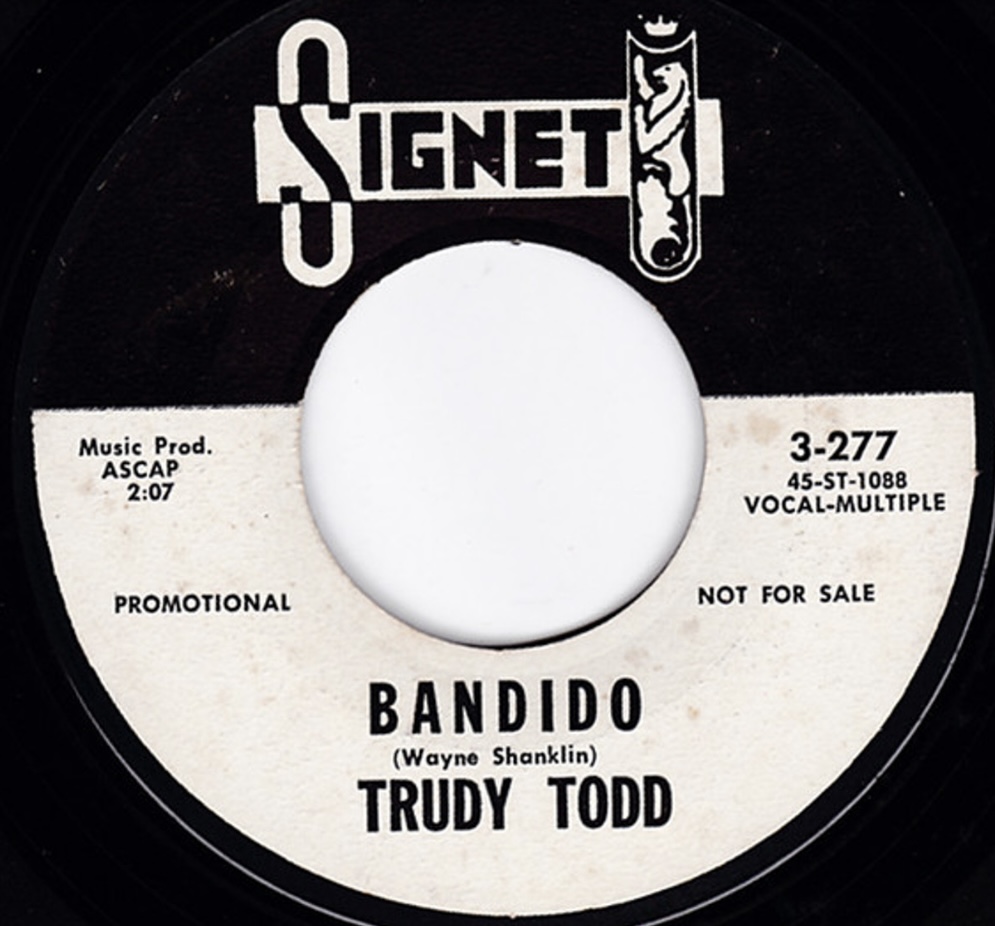 SIGNET
Music Prod.
ASCAP
2:07
3-277
45-ST-1088
VOCAL-MULTIPLE
PROMOTIONAL
NOT FOR SALE
BANDIDO
(Wayne Shanklin)
TRUDY TODD